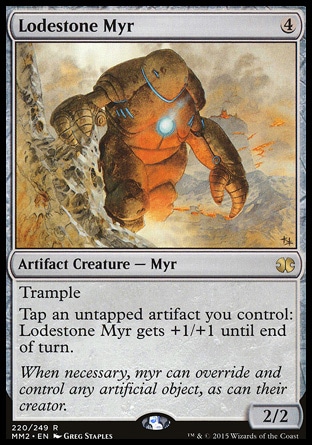 Lodestone Myr 4
Artifact Creature — Myr
Trample
Tap an untapped artifact you control:
Lodestone Myr gets +1/+1 until end
of turn.
When necessary, myr can override and
control any artificial object, as can their
creator.
2/2
220/249 R
MM2 • EN Greg Staples
™ & © 2015 Wizards of the Coast